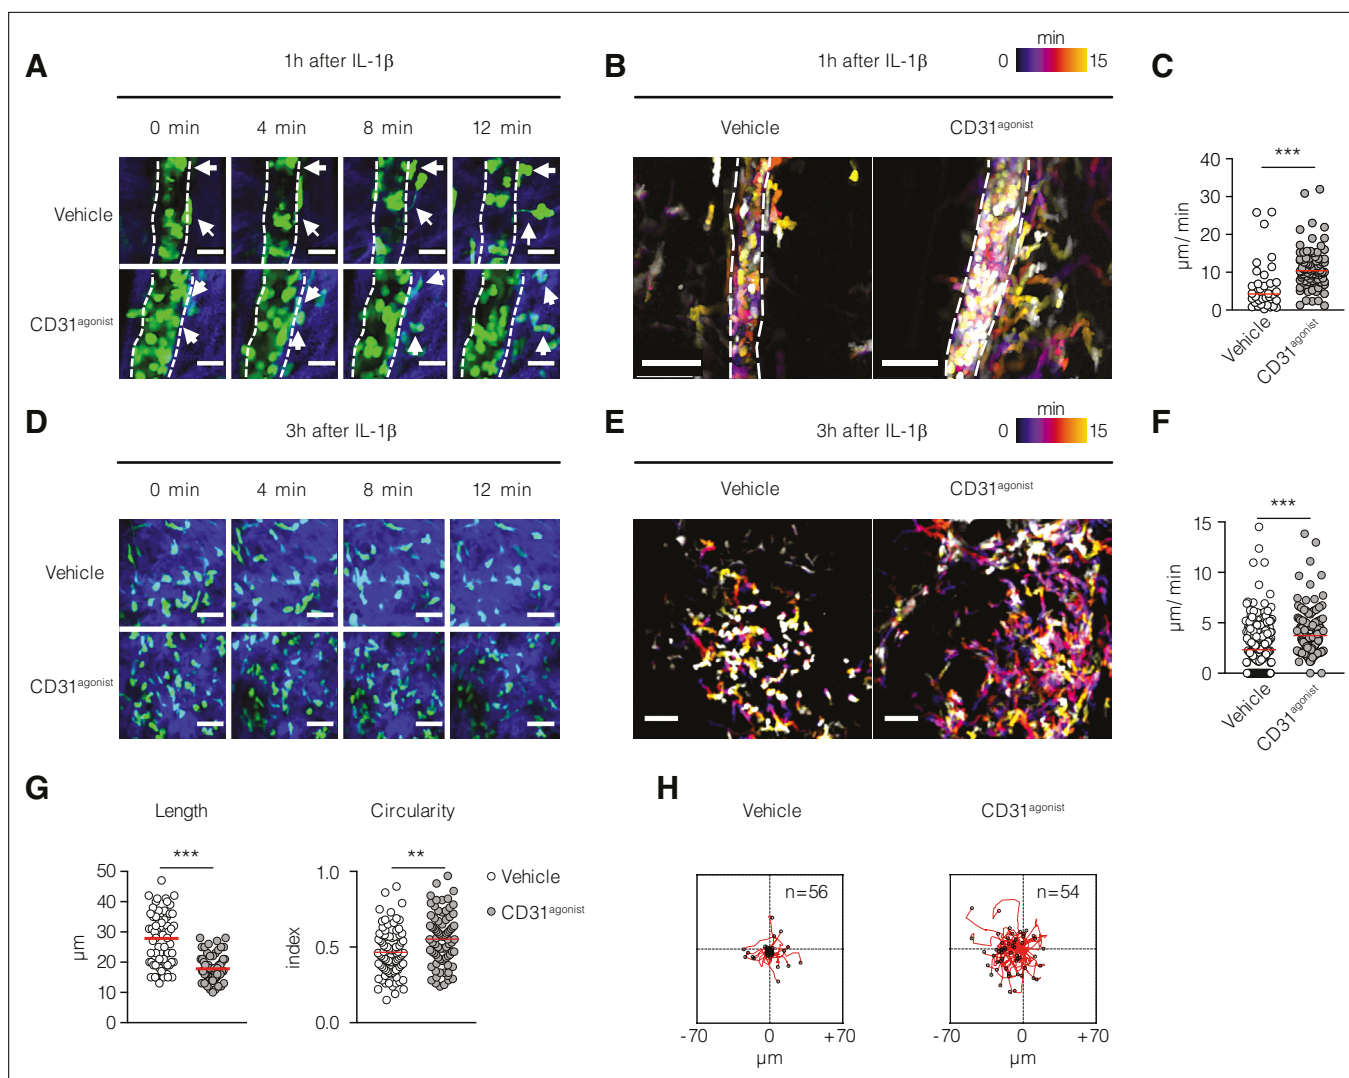 A
1h after IL-1β
0 min 4 min 8 min 12 min
Vehicle
CD31agonist
B
1h after IL-1β
min
0 15
Vehicle CD31agonist
C
***
µm/ min
40
30
20
10
0
Vehicle
CD31agonist
D
3h after IL-1β
0 min 4 min 8 min 12 min
Vehicle
CD31agonist
E
3h after IL-1β
min
0 15
Vehicle CD31agonist
F
***
µm/ min
15
10
5
0
Vehicle
CD31agonist
G
Length
***
µm
50
40
30
20
10
0
Circularity
**
index
1.0
0.5
0.0
Vehicle
CD31agonist
H
Vehicle
n=56
-70 0 +70
µm
CD31agonist
n=54
-70 0 +70
µm